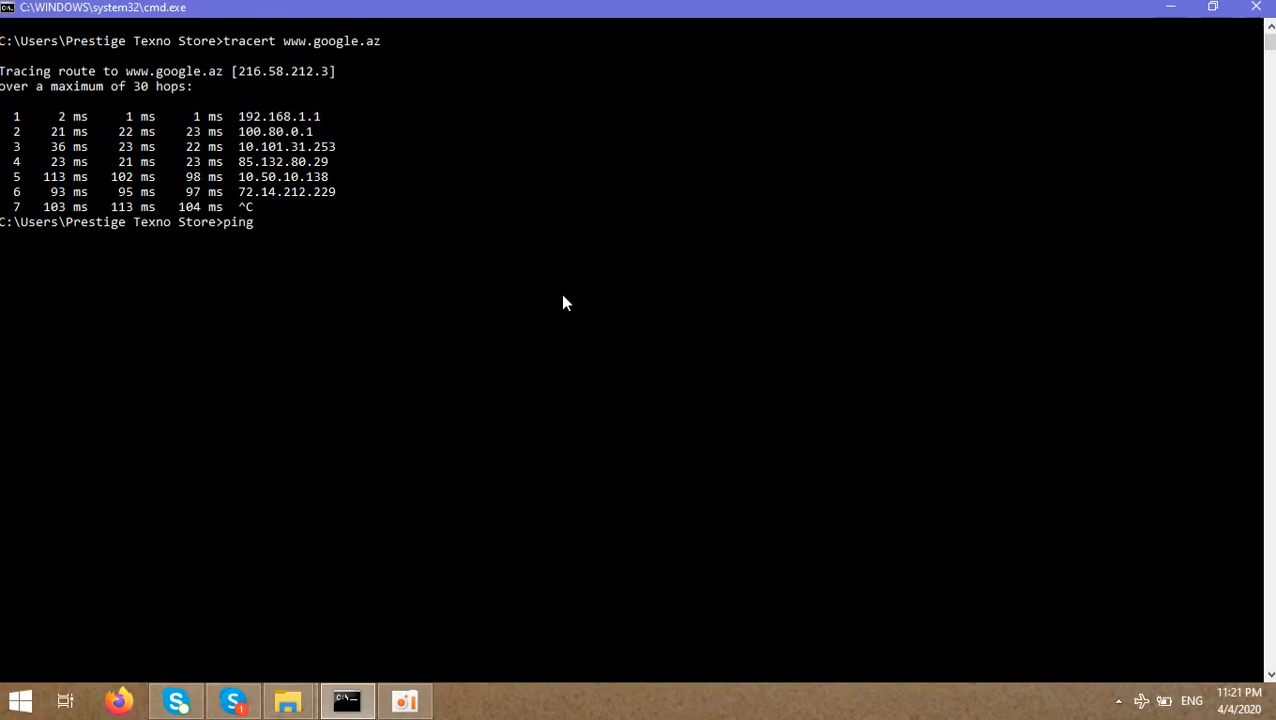 C:\WINDOWS\system32\cmd.exe
C:\Users\Prestige Texno Store>tracert www.google.az
Tracing route to www.google.az [216.58.212.3]
over a maximum of 30 hops:
1 2 ms 1 ms 1 ms 192.168.1.1
2 21 ms 22 ms 23 ms 100.80.0.1
3 36 ms 23 ms 22 ms 10.101.31.253
4 23 ms 21 ms 23 ms 85.132.80.29
5 113 ms 102 ms 98 ms 10.50.10.138
6 93 ms 95 ms 97 ms 72.14.212.229
7 103 ms 113 ms 104 ms ^C
C:\Users\Prestige Texno Store>ping
ENG
11:21 PM
4/4/2020